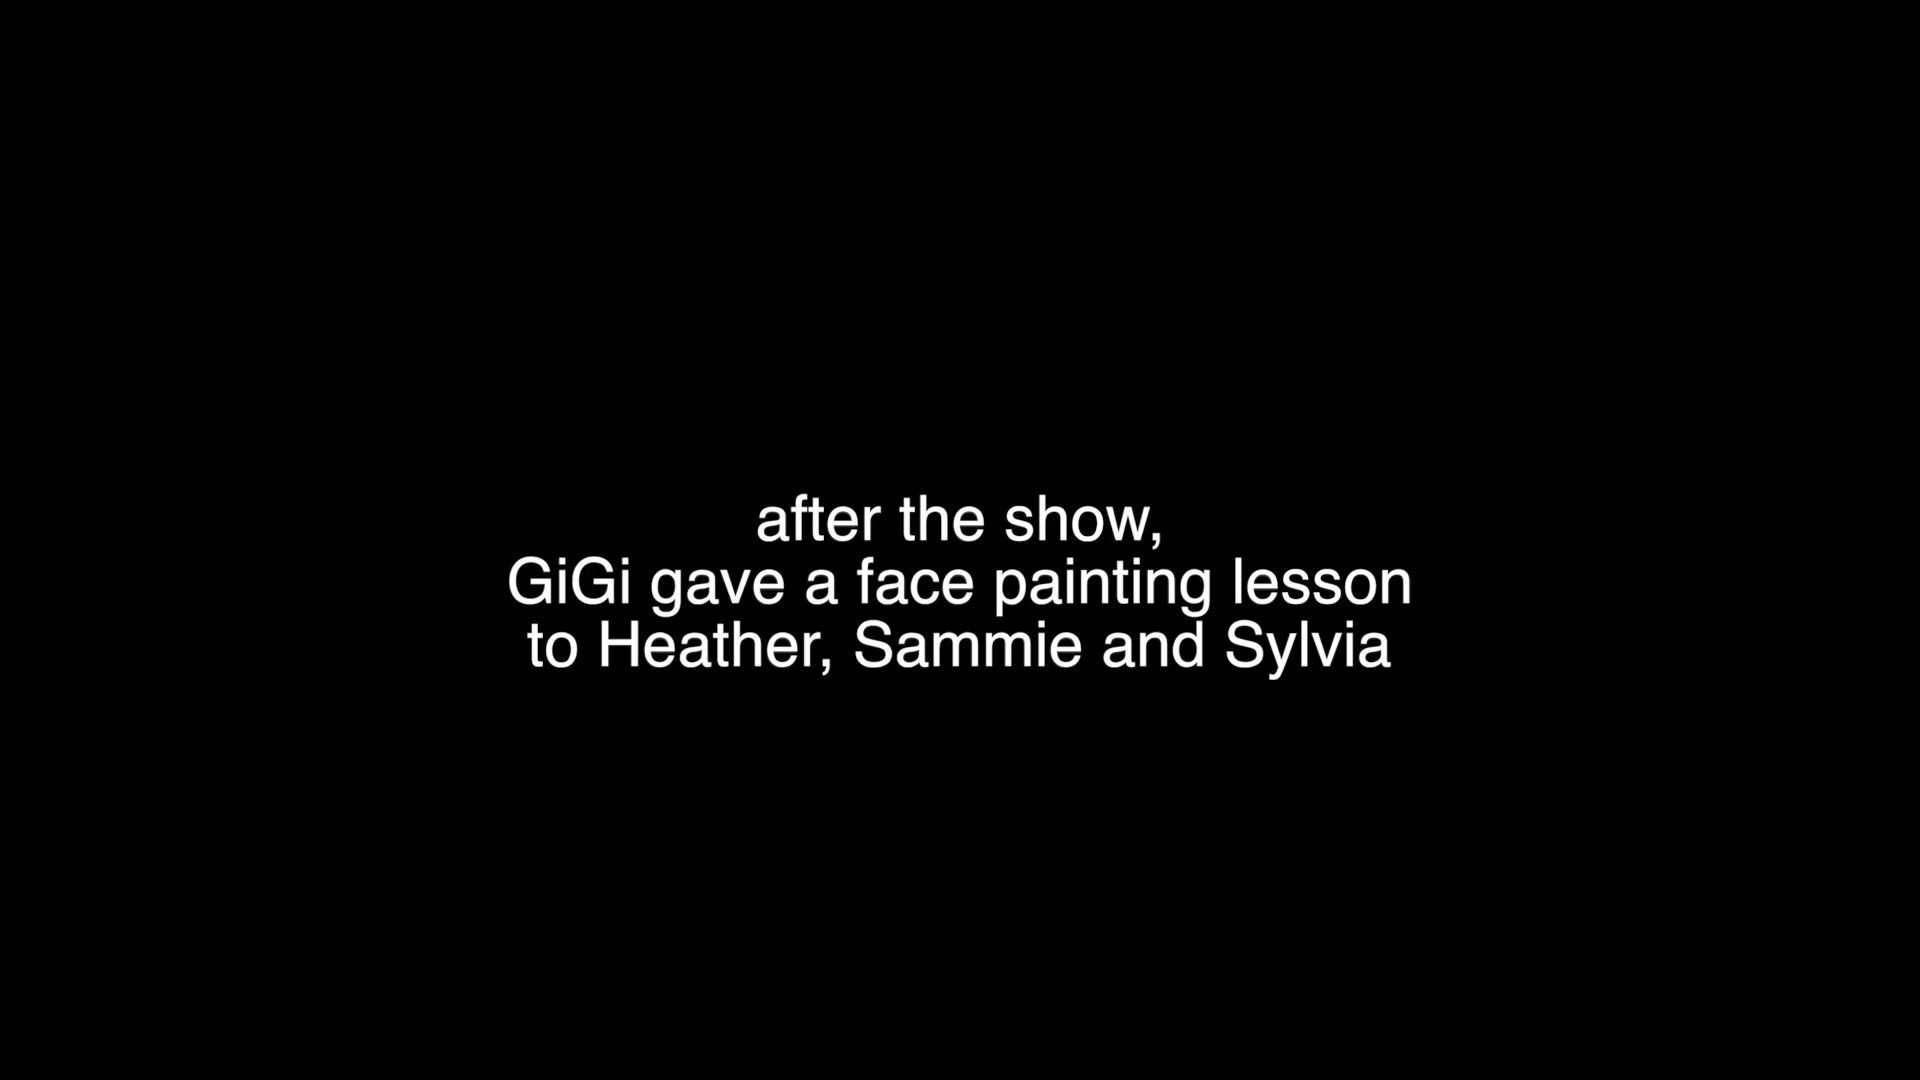 after the show,
GiGi gave a face painting lesson
to Heather, Sammie and Sylvia